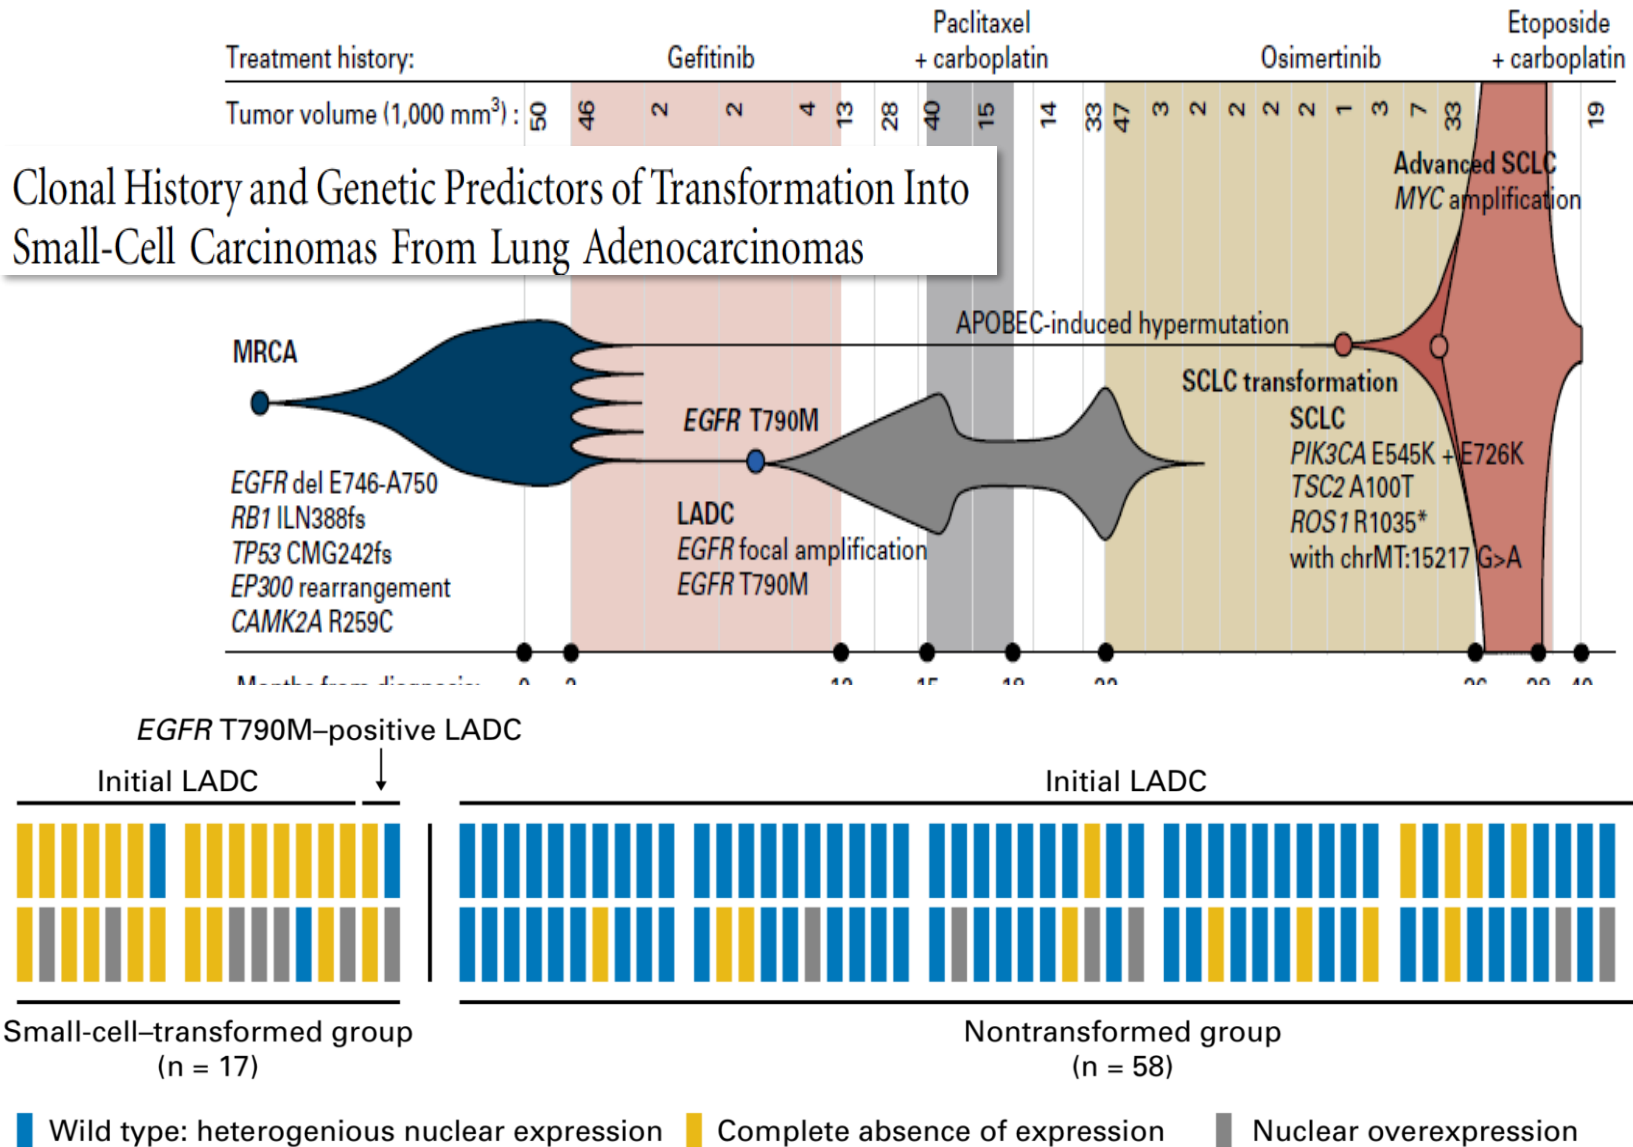 Paclitaxel
Etoposide
Treatment history:
Gefitinib
+ carboplatin
Osimertinib
+ carboplatin
Tumor volume (1,000 mm³) : 50 46 2 2 4 13 28 40 15 14 33 47 3 2 2 2 2 1 3 7 33 19
Clonal History and Genetic Predictors of Transformation Into
Small-Cell Carcinomas From Lung Adenocarcinomas
Advanced SCLC
MYC amplification
APOBEC-induced hypermutation
MRCA
SCLC transformation
EGFR T790M
SCLC
PIK3CA E545K + E726K
TSC2 A100T
ROS1 R1035*
with chrMT:15217 G>A
EGFR del E746-A750
RB1 ILN388fs
TP53 CMG242fs
EP300 rearrangement
CAMK2A R259C
LADC
EGFR focal amplification
EGFR T790M
Months from diagnosis:
EGFR T790M–positive LADC
Initial LADC
Initial LADC
Small-cell–transformed group
(n = 17)
Nontransformed group
(n = 58)
Wild type: heterogenious nuclear expression
Complete absence of expression
Nuclear overexpression